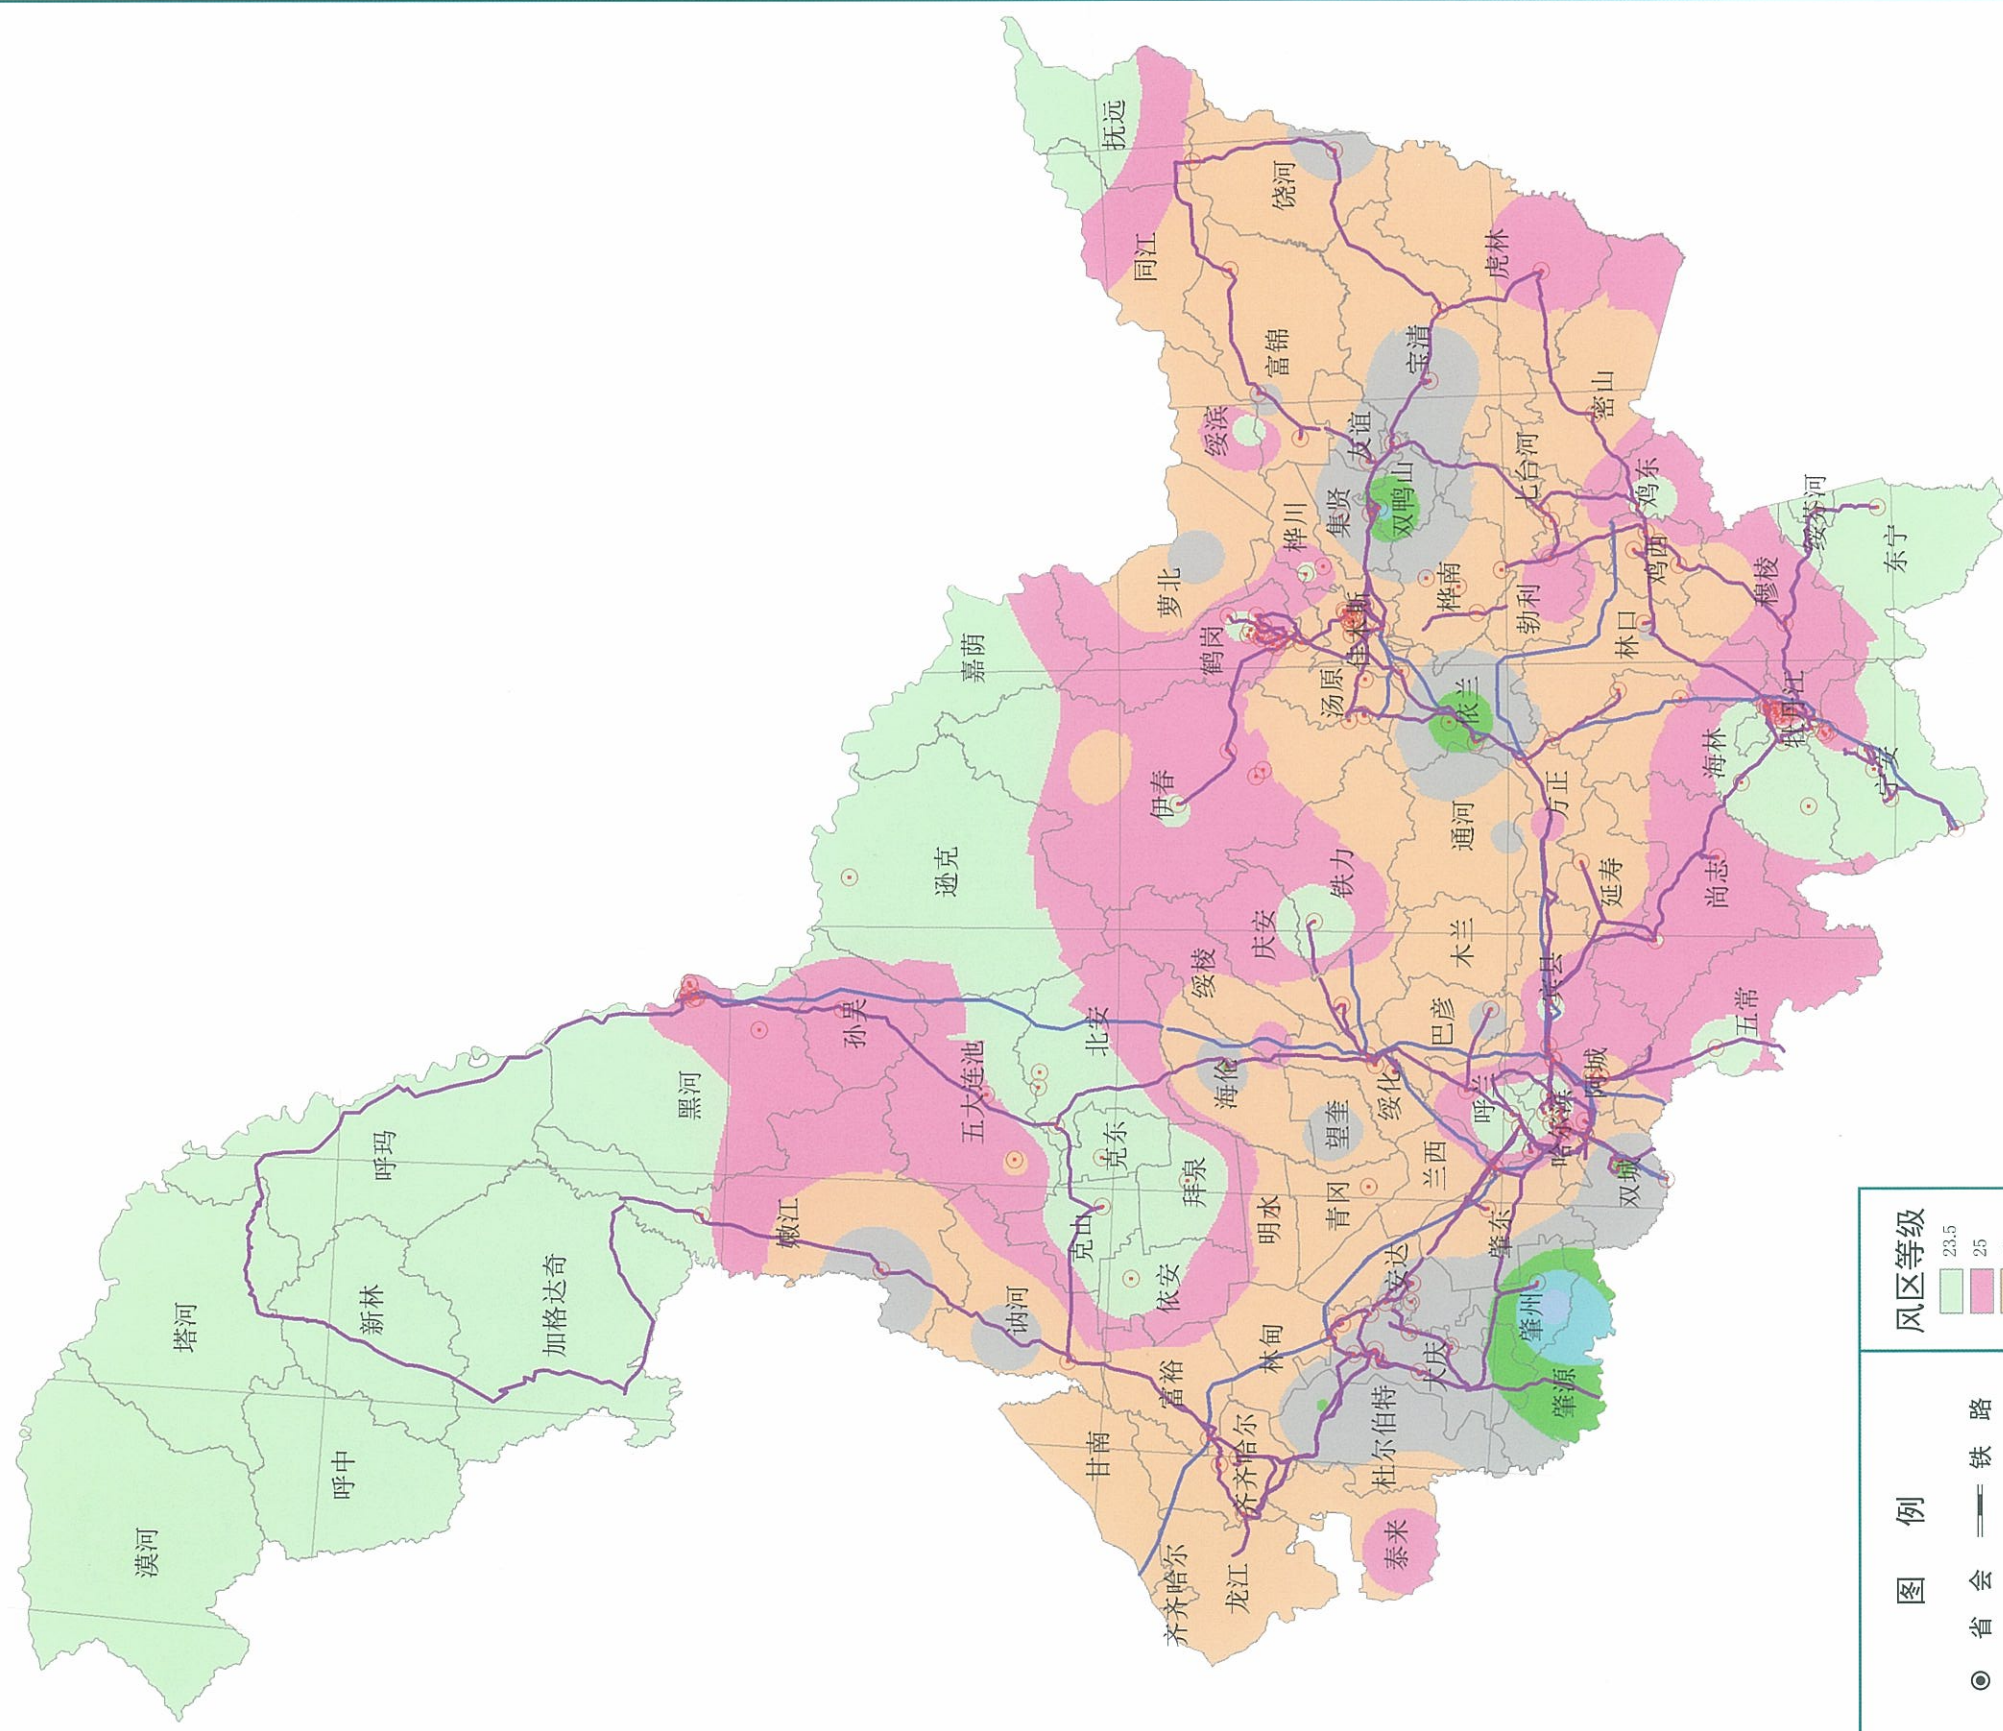 漠河
塔河
呼中
新林
呼玛
加格达奇
黑河
嫩江
孙吴
逊克
嘉荫
五大连池
北安
讷河
克山
克东
依安
拜泉
甘南
富裕
齐齐哈尔
龙江
齐齐哈尔
林甸
泰来
杜尔伯特
大庆
安达
明水
青冈
望奎
海伦
绥棱
绥化
兰西
庆安
铁力
伊春
鹤岗
萝北
绥滨
同江
抚远
富锦
饶河
桦川
集贤
友谊
双鸭山
宝清
虎林
密山
七台河
佳木斯
汤原
桦南
勃利
依兰
林口
鸡西
鸡东
穆棱
绥芬河
东宁
牡丹江
海林
宁安
通河
方正
木兰
延寿
尚志
巴彦
宾县
呼兰
阿城
五常
哈尔滨
双城
肇东
肇州
肇源
图 例
省 会
铁 路
风区等级
23.5
25